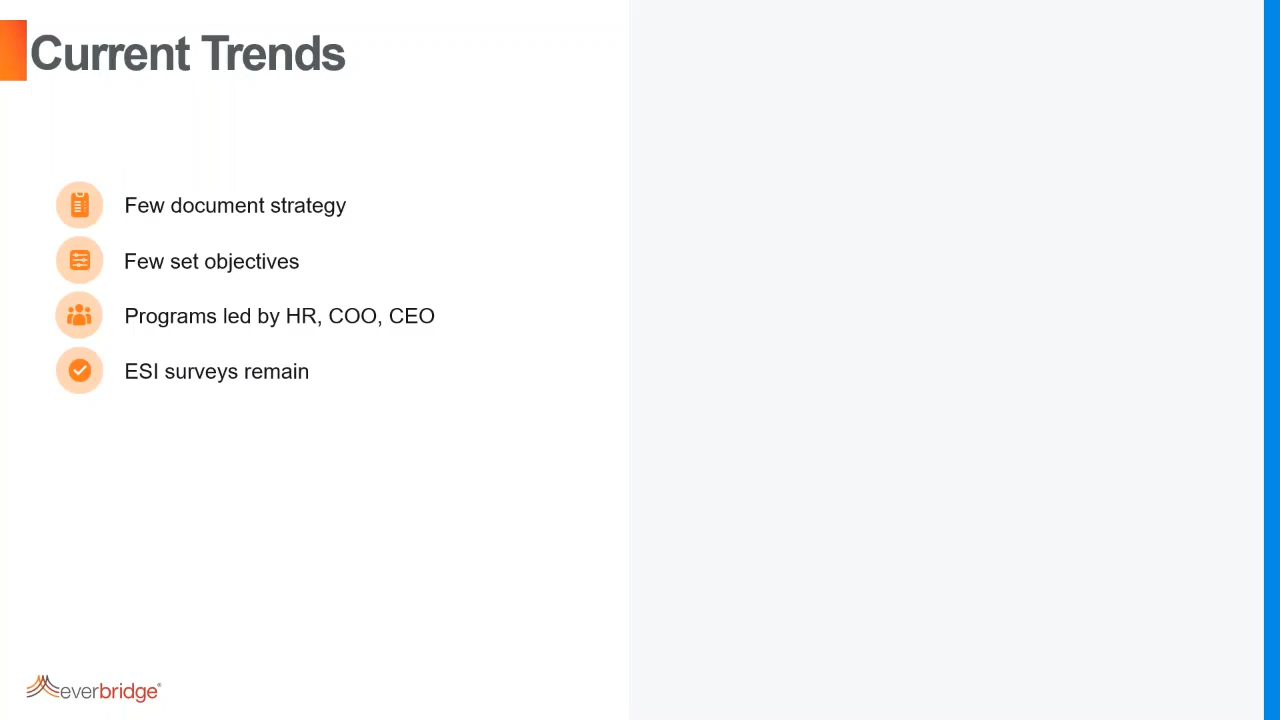 Current Trends
Few document strategy
Few set objectives
Programs led by HR, COO, CEO
ESI surveys remain
everbridge®